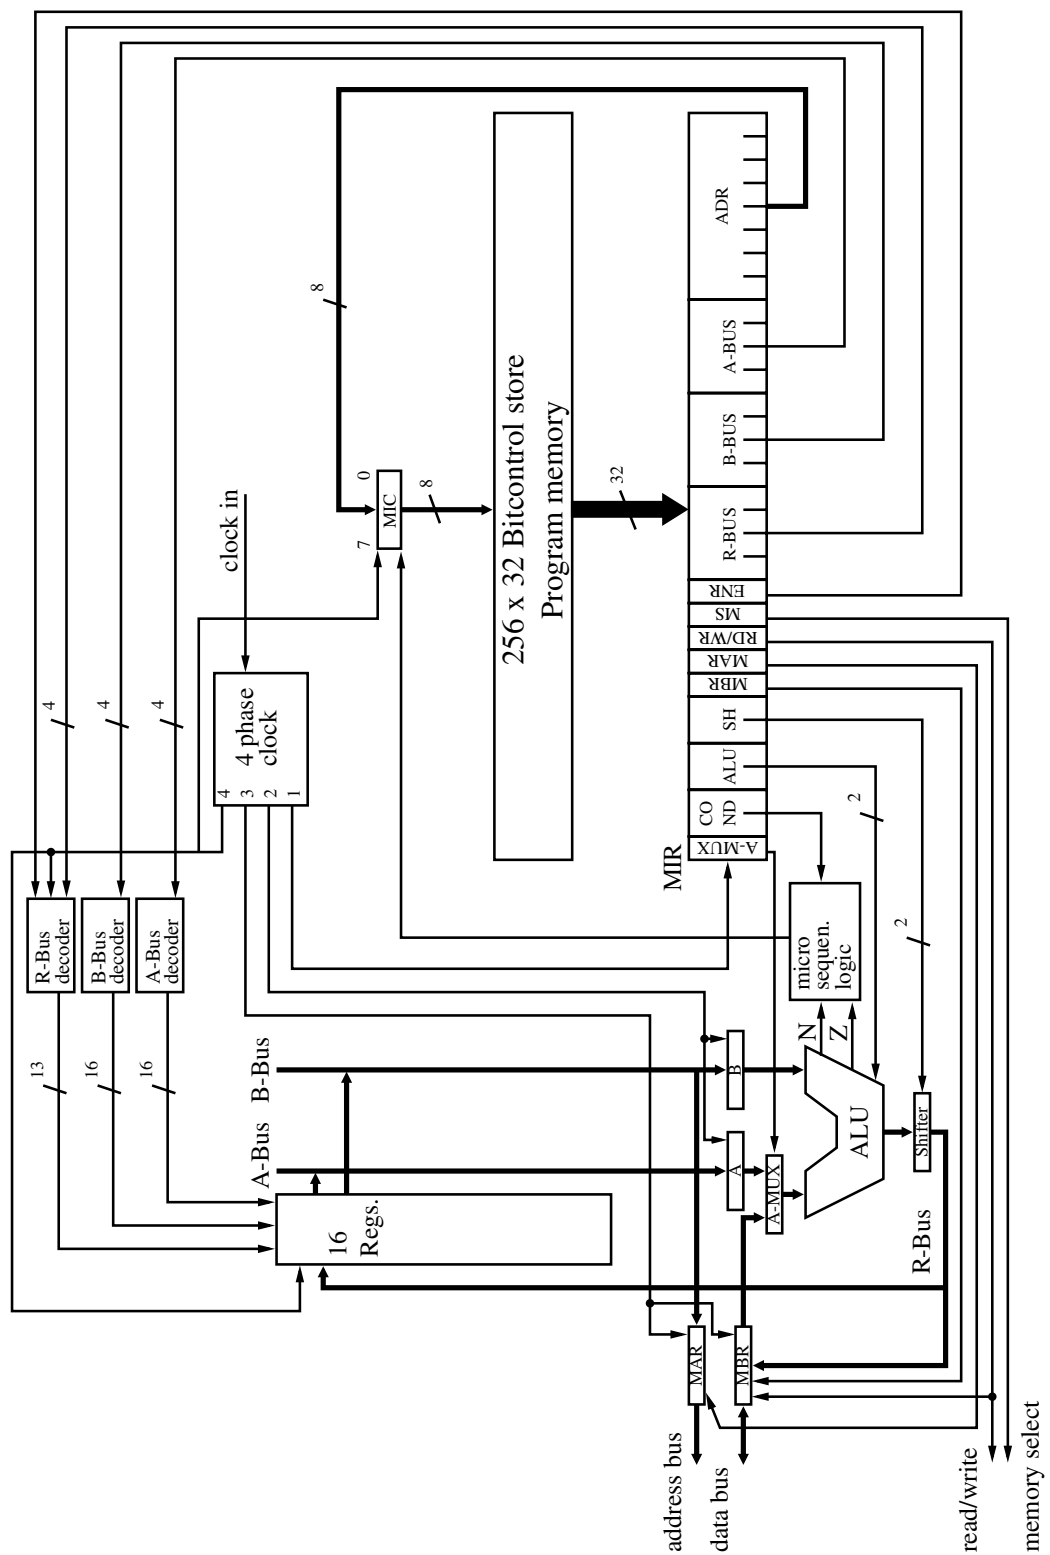 8
clock in
0
MIC
7
8
256 x 32 Bitcontrol store
Program memory
32
ADR
A-BUS
B-BUS
R-BUS
ENR
MS
RD/WR
MAR
MBR
SH
ALU
CO
ND
A-MUX
MIR
4
4
4
4 phase
clock
4
3
2
1
R-Bus
decoder
B-Bus
decoder
A-Bus
decoder
micro
sequen.
logic
2
2
13
16
16
B-Bus
A-Bus
B
A
N
Z
16
Regs.
A-MUX
ALU
Shifter
R-Bus
MAR
MBR
address bus
data bus
read/write
memory select